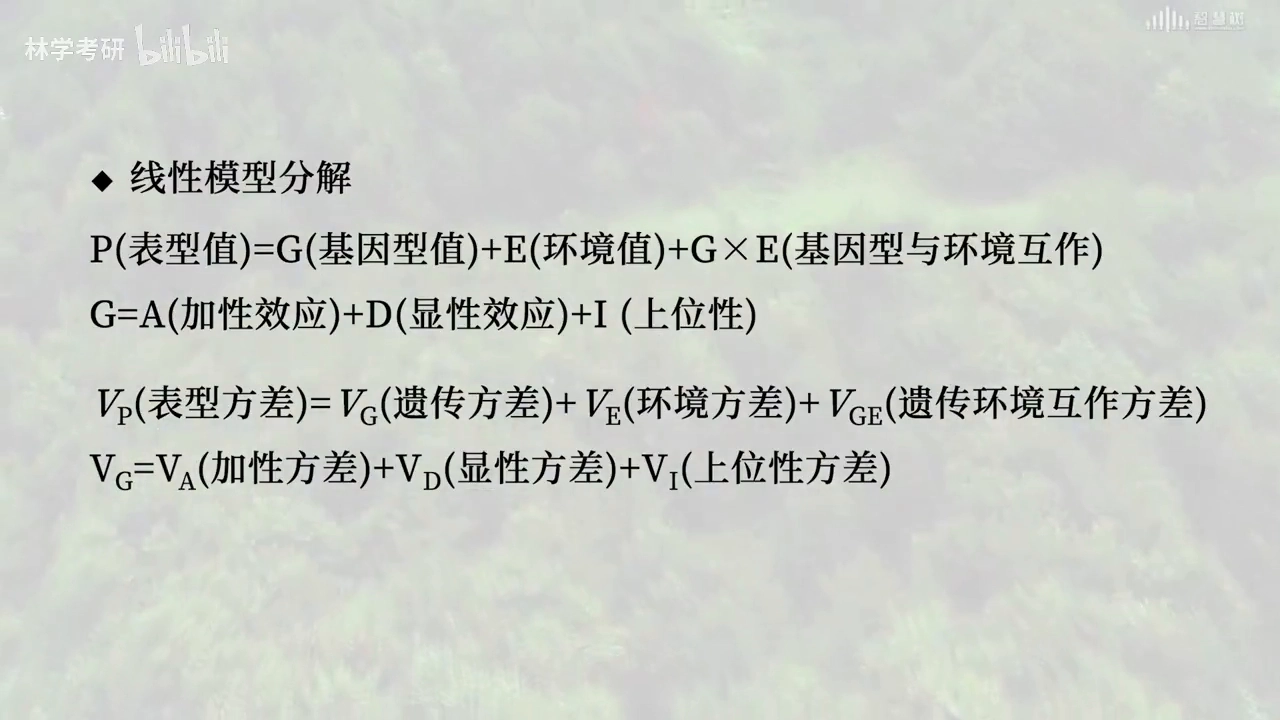 林学考研 bilibili
智慧树
◆ 线性模型分解
P(表型值)=G(基因型值)+E(环境值)+G×E(基因型与环境互作)
G=A(加性效应)+D(显性效应)+I (上位性)
VP(表型方差)= VG(遗传方差)+ VE(环境方差)+ VGE(遗传环境互作方差)
VG=VA(加性方差)+VD(显性方差)+VI(上位性方差)